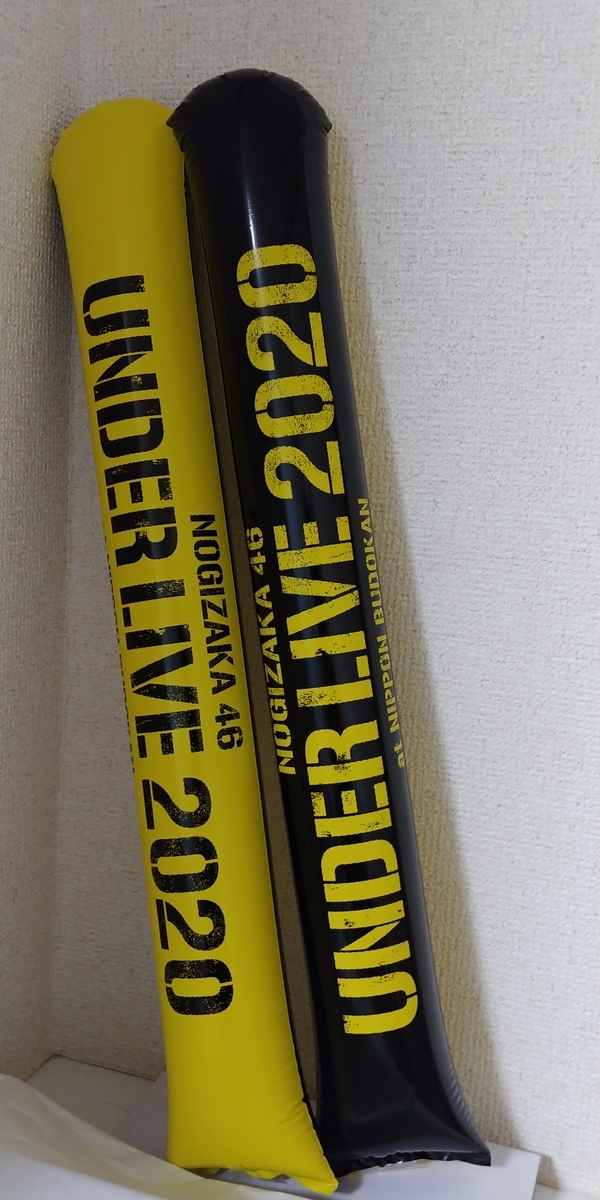 NOGIZAKA 46
UNDER LIVE 2020
NOGIZAKA 46
UNDER LIVE 2020
at NIPPON BUDOKAN